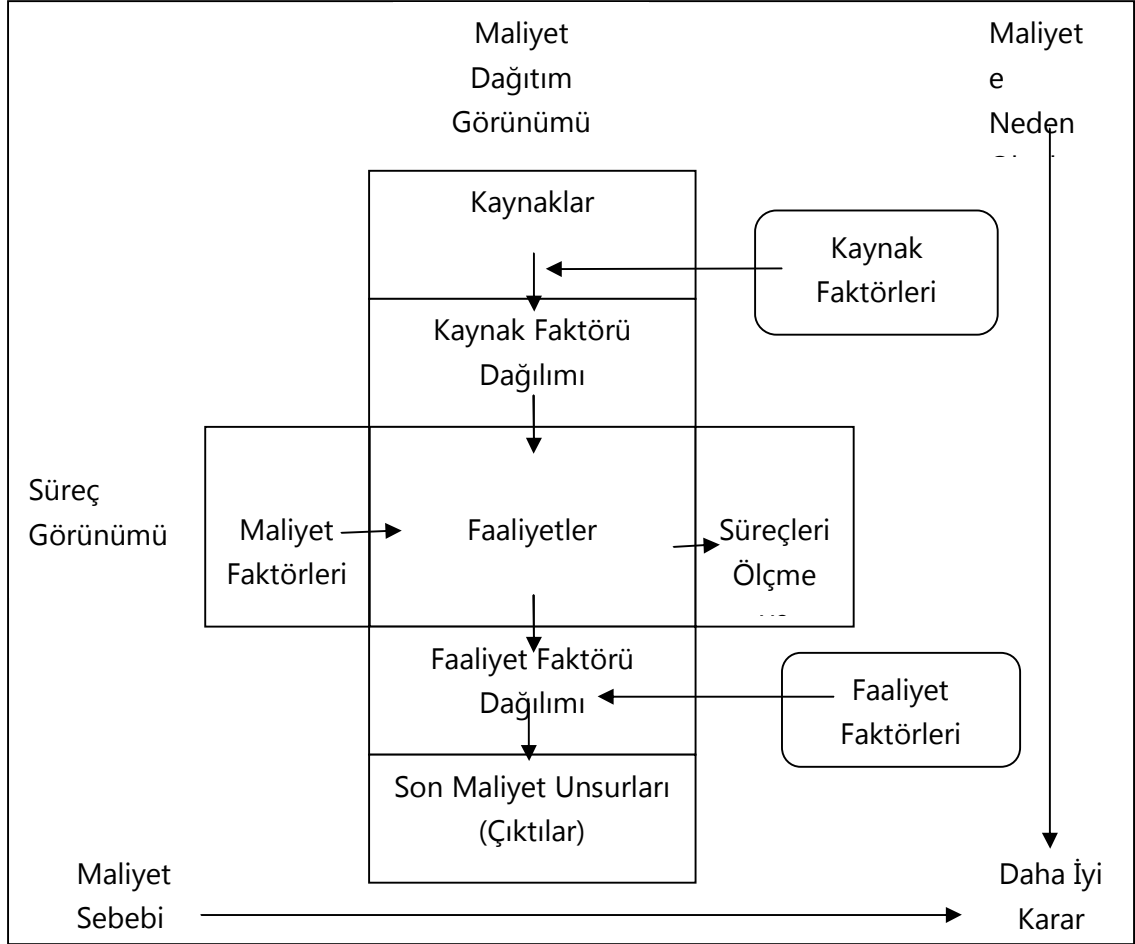 Maliyet
Dağıtım
Görünümü
Maliyet
e
Neden
Kaynaklar
Kaynak
Faktörleri
Kaynak Faktörü
Dağılımı
Süreç
Görünümü
Maliyet
Faktörleri
Faaliyetler
Süreçleri
Ölçme
Faaliyet Faktörü
Dağılımı
Faaliyet
Faktörleri
Son Maliyet Unsurları
(Çıktılar)
Maliyet
Sebebi
Daha İyi
Karar